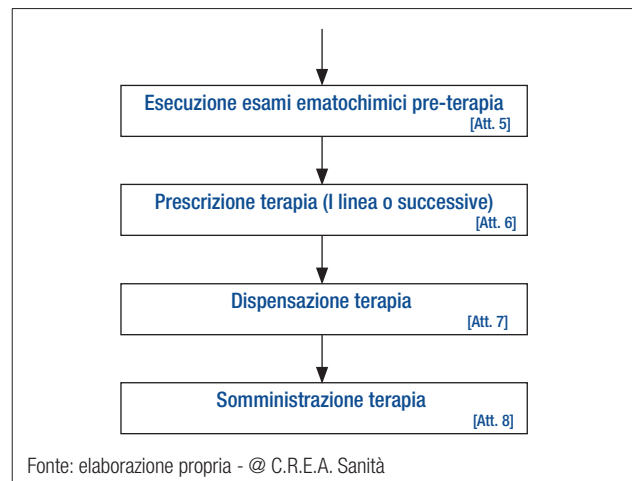 Esecuzione esami ematochimici pre-terapia
[Att. 5]
Prescrizione terapia (I linea o successive)
[Att. 6]
Dispensazione terapia
[Att. 7]
Somministrazione terapia
[Att. 8]
Fonte: elaborazione propria - @ C.R.E.A. Sanità